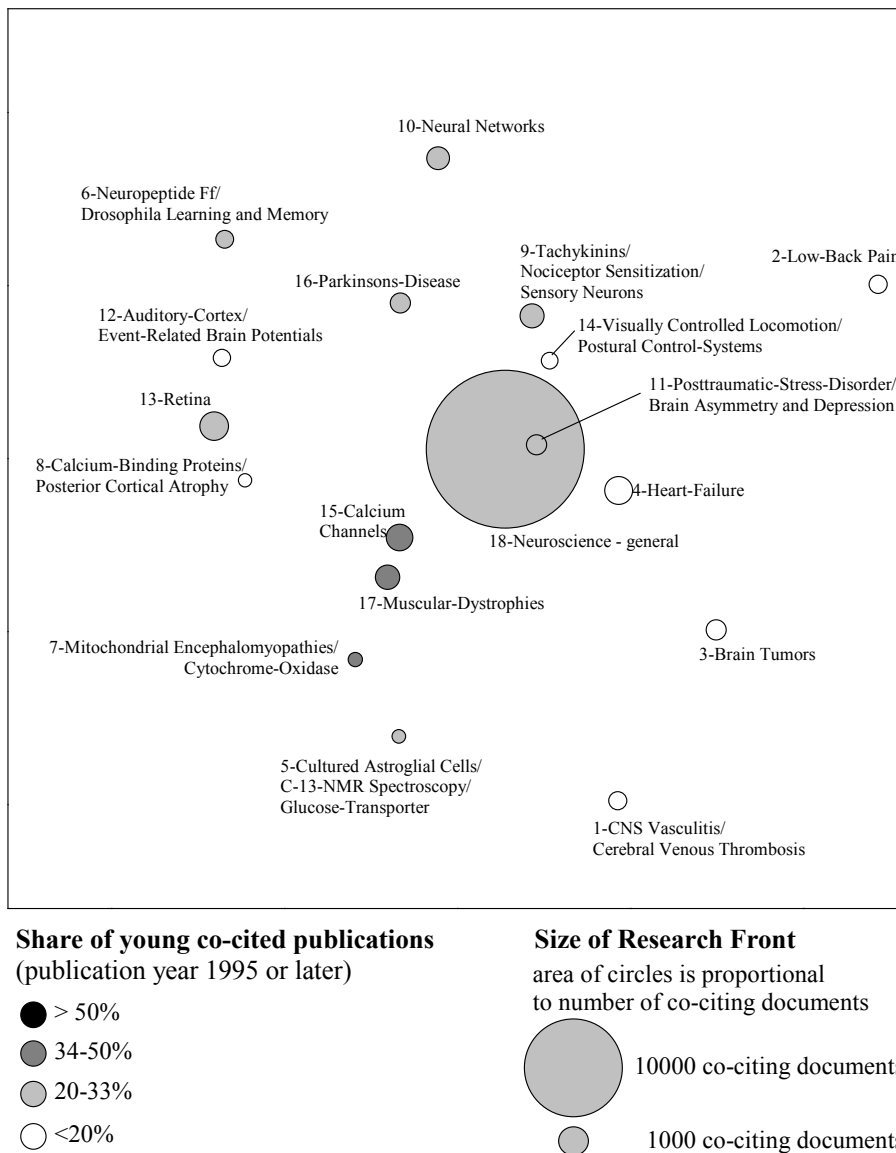 10-Neural Networks
6-Neuropeptide Ff/
Drosophila Learning and Memory
9-Tachykinins/
Nociceptor Sensitization/
Sensory Neurons
2-Low-Back Pain
16-Parkinsons-Disease
12-Auditory-Cortex/
Event-Related Brain Potentials
14-Visually Controlled Locomotion/
Postural Control-Systems
13-Retina
11-Posttraumatic-Stress-Disorder/
Brain Asymmetry and Depression
8-Calcium-Binding Proteins/
Posterior Cortical Atrophy
4-Heart-Failure
15-Calcium
Channels
18-Neuroscience - general
17-Muscular-Dystrophies
7-Mitochondrial Encephalomyopathies/
Cytochrome-Oxidase
3-Brain Tumors
5-Cultured Astroglial Cells/
C-13-NMR Spectroscopy/
Glucose-Transporter
1-CNS Vasculitis/
Cerebral Venous Thrombosis
Share of young co-cited publications
(publication year 1995 or later)
> 50%
34-50%
20-33%
<20%
Size of Research Front
area of circles is proportional
to number of co-citing documents
10000 co-citing documents
1000 co-citing documents